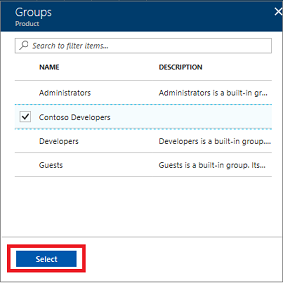 Groups
Product
Search to filter items...
NAME DESCRIPTION
Administrators Administrators is a built-in gr...
Contoso Developers
Developers Developers is a built-in group....
Guests Guests is a built-in group. Its...
Select